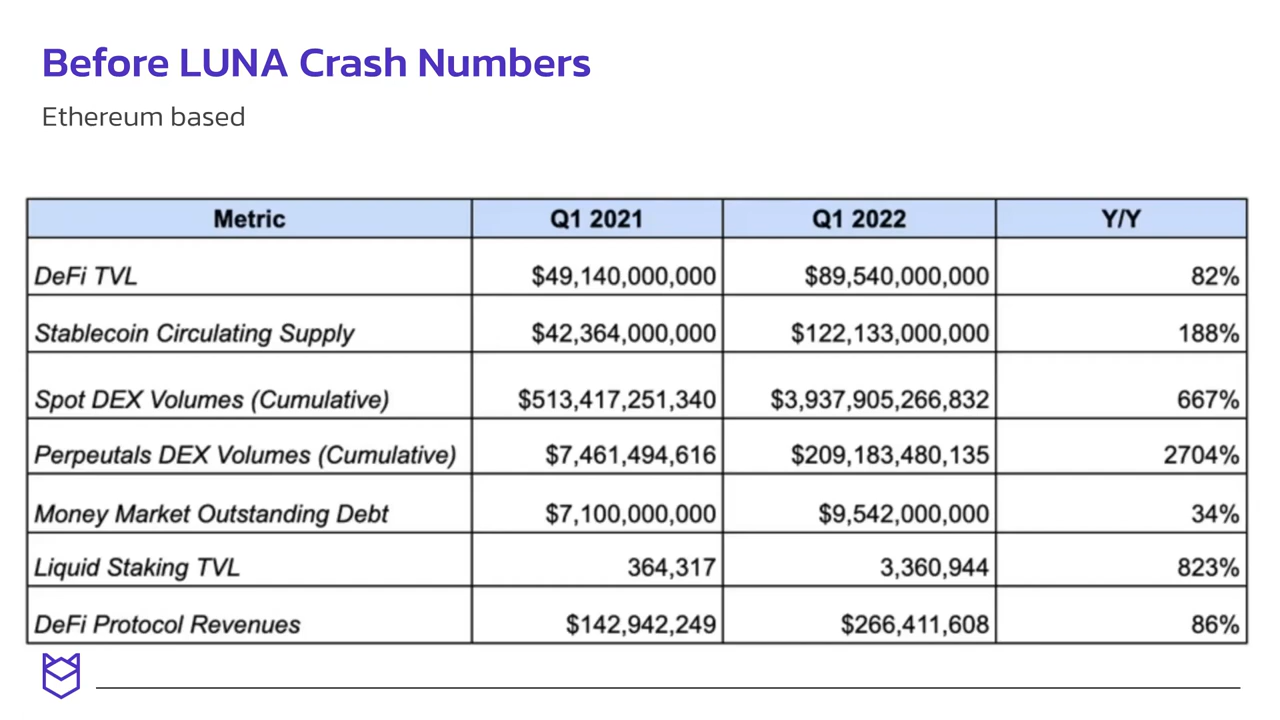 Before LUNA Crash Numbers
Ethereum based
Metric Q1 2021 Q1 2022 Y/Y
DeFi TVL $49,140,000,000 $89,540,000,000 82%
Stablecoin Circulating Supply $42,364,000,000 $122,133,000,000 188%
Spot DEX Volumes (Cumulative) $513,417,251,340 $3,937,905,266,832 667%
Perpeutals DEX Volumes (Cumulative) $7,461,494,616 $209,183,480,135 2704%
Money Market Outstanding Debt $7,100,000,000 $9,542,000,000 34%
Liquid Staking TVL 364,317 3,360,944 823%
DeFi Protocol Revenues $142,942,249 $266,411,608 86%